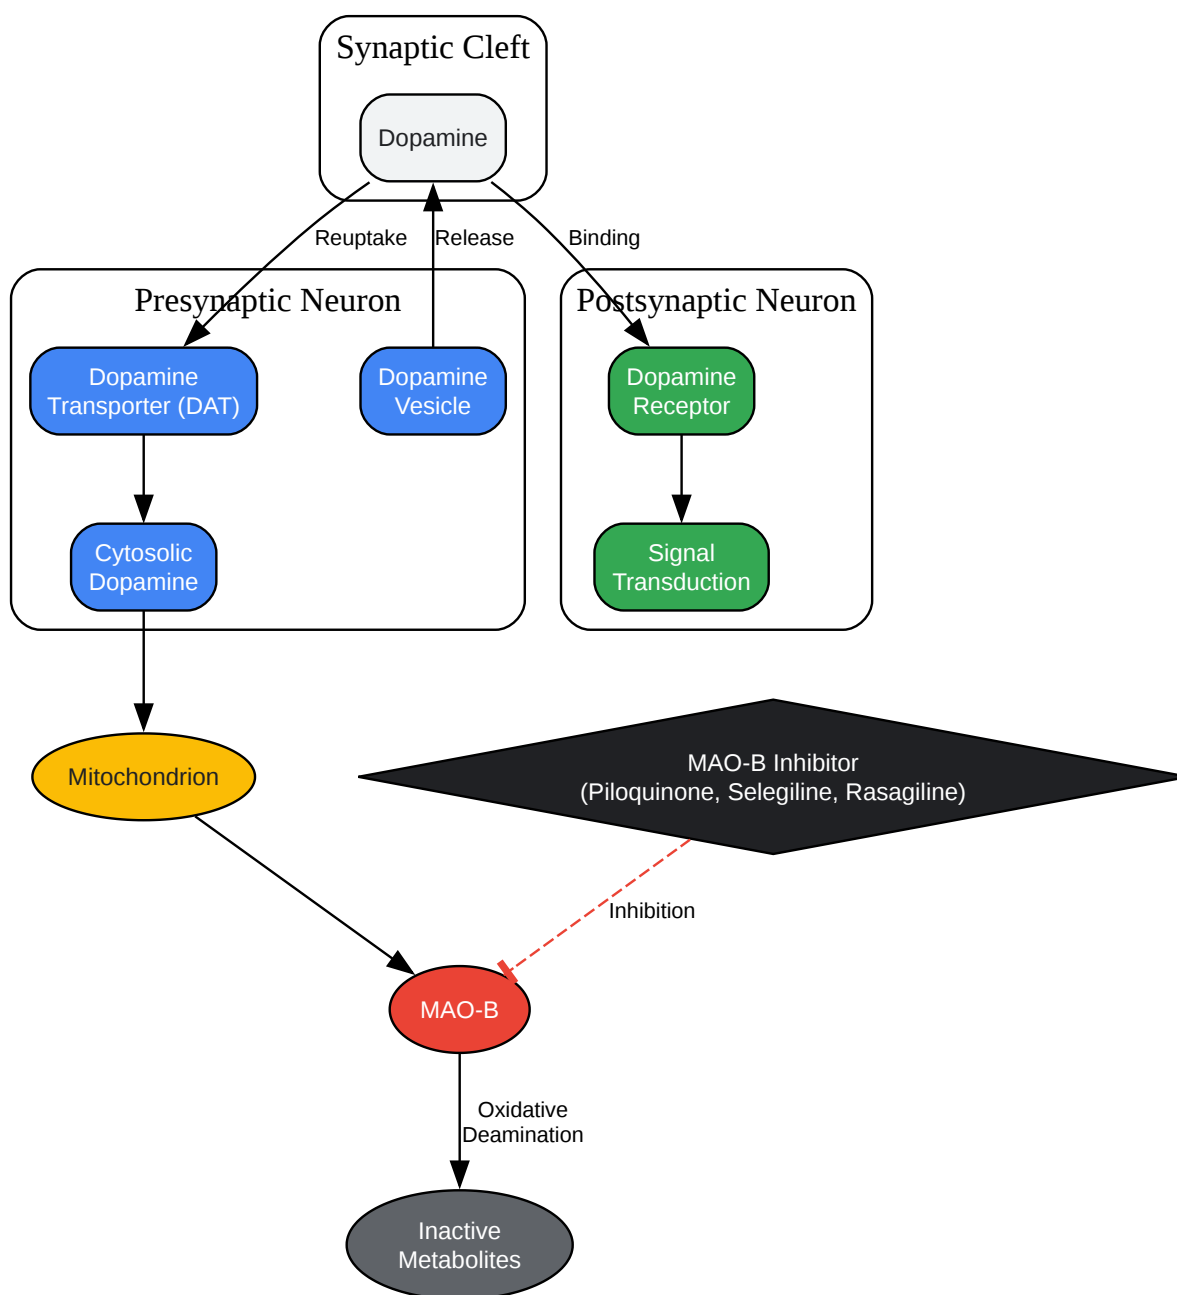 Synaptic Cleft
Dopamine
Reuptake
Release
Binding
Presynaptic Neuron
Postsynaptic Neuron
Dopamine
Transporter (DAT)
Dopamine
Vesicle
Dopamine
Receptor
Cytosolic
Dopamine
Signal
Transduction
Mitochondrion
MAO-B Inhibitor
(Piloquinone, Selegiline, Rasagiline)
Inhibition
MAO-B
Oxidative
Deamination
Inactive
Metabolites